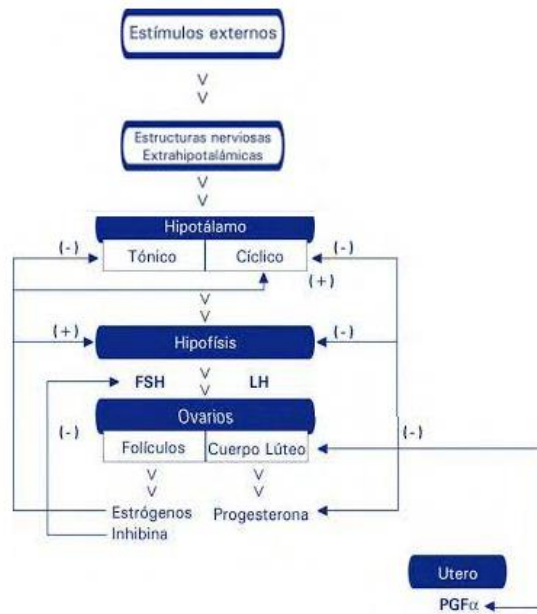 Estímulos externos
Estructuras nerviosas
Extrahipotalámicas
Hipotálamo
(-)
Tónico
Cíclico
(-)
(+)
(+)
Hipofísis
(-)
FSH
LH
Ovarios
(-)
Folículos
Cuerpo Lúteo
(-)
Estrógenos
Inhibina
Progesterona
Utero
PGFα